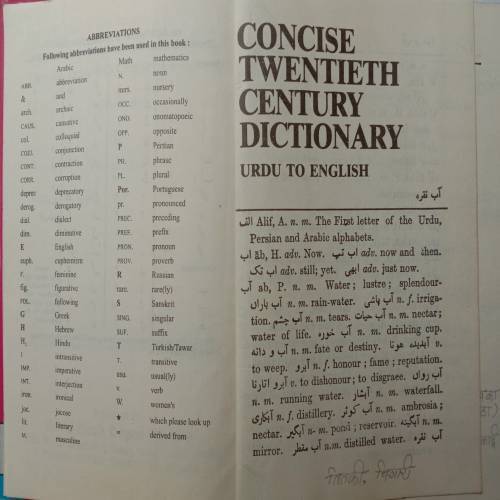 ABBREVIATIONS
Following abbreviations have been used in this book :
Arabic
ABB. abbreviation
& and
arch. archaic
CAUS. causative
col. colloquial
CONJ. conjunction
CONT. contraction
CORR. corruption
deprec deprecatory
derog. derogatory
dial. dialect
dim. diminutive
E English
euph. euphemism
F. feminine
fig. figurative
FOL. following
G Greek
H Hebrew
H, Hindu
I intransitive
IMP. imperative
INT. interjection
iron. ironical
joc. jocose
lit. literary
M. masculine
Math mathematics
N. noun
nurs. nursery
OCC. occasionally
ONO. onomatopoeic
OPP. opposite
P Persian
PH. phrase
PL. plural
Por. Portuguese
pr. pronounced
PREC. preceding
PREF. prefix
PRON. pronoun
PROV. proverb
R Russian
rare. rare(ly)
S Sanskrit
SING. singular
SUF. suffix
T Turkish/Tawar
T. transitive
usu. usual(ly)
v. verb
W. women's
* which please look up
= derived from
CONCISE
TWENTIETH
CENTURY
DICTIONARY
URDU TO ENGLISH
آب نقره
الف Alif, A. n. m. The First letter of the Urdu,
Persian and Arabic alphabets.
اب āb, H. adv. Now. اب تب adv. now and then.
اب تک adv. still; yet. ابھی adv. just now.
آب ab, P. n. m. Water ; lustre ; splendour-
آب باراں n. m. rain-water. آب پاشی n. f. irriga-
tion. آب چشم n. m. tears. آب حیات n. m. nectar;
water of life. آب خورہ n. m. drinking cup.
آب و دانہ n. m. fate or destiny. آبدیدہ ہونا v.
to weep. آبرو n. f. honour ; fame ; reputation.
آبرو اتارنا v. to dishonour; to disgrace. آب رواں
n. m. running water. آبشار n. m. waterfall.
آبکاری n. f. distillery. آب کوثر n. m. ambrosia ;
nectar. آبگیر n. m. pond ; reservoir. آبگینہ n. m.
mirror. آب مقطر n.m. distilled water. آب نقرہ